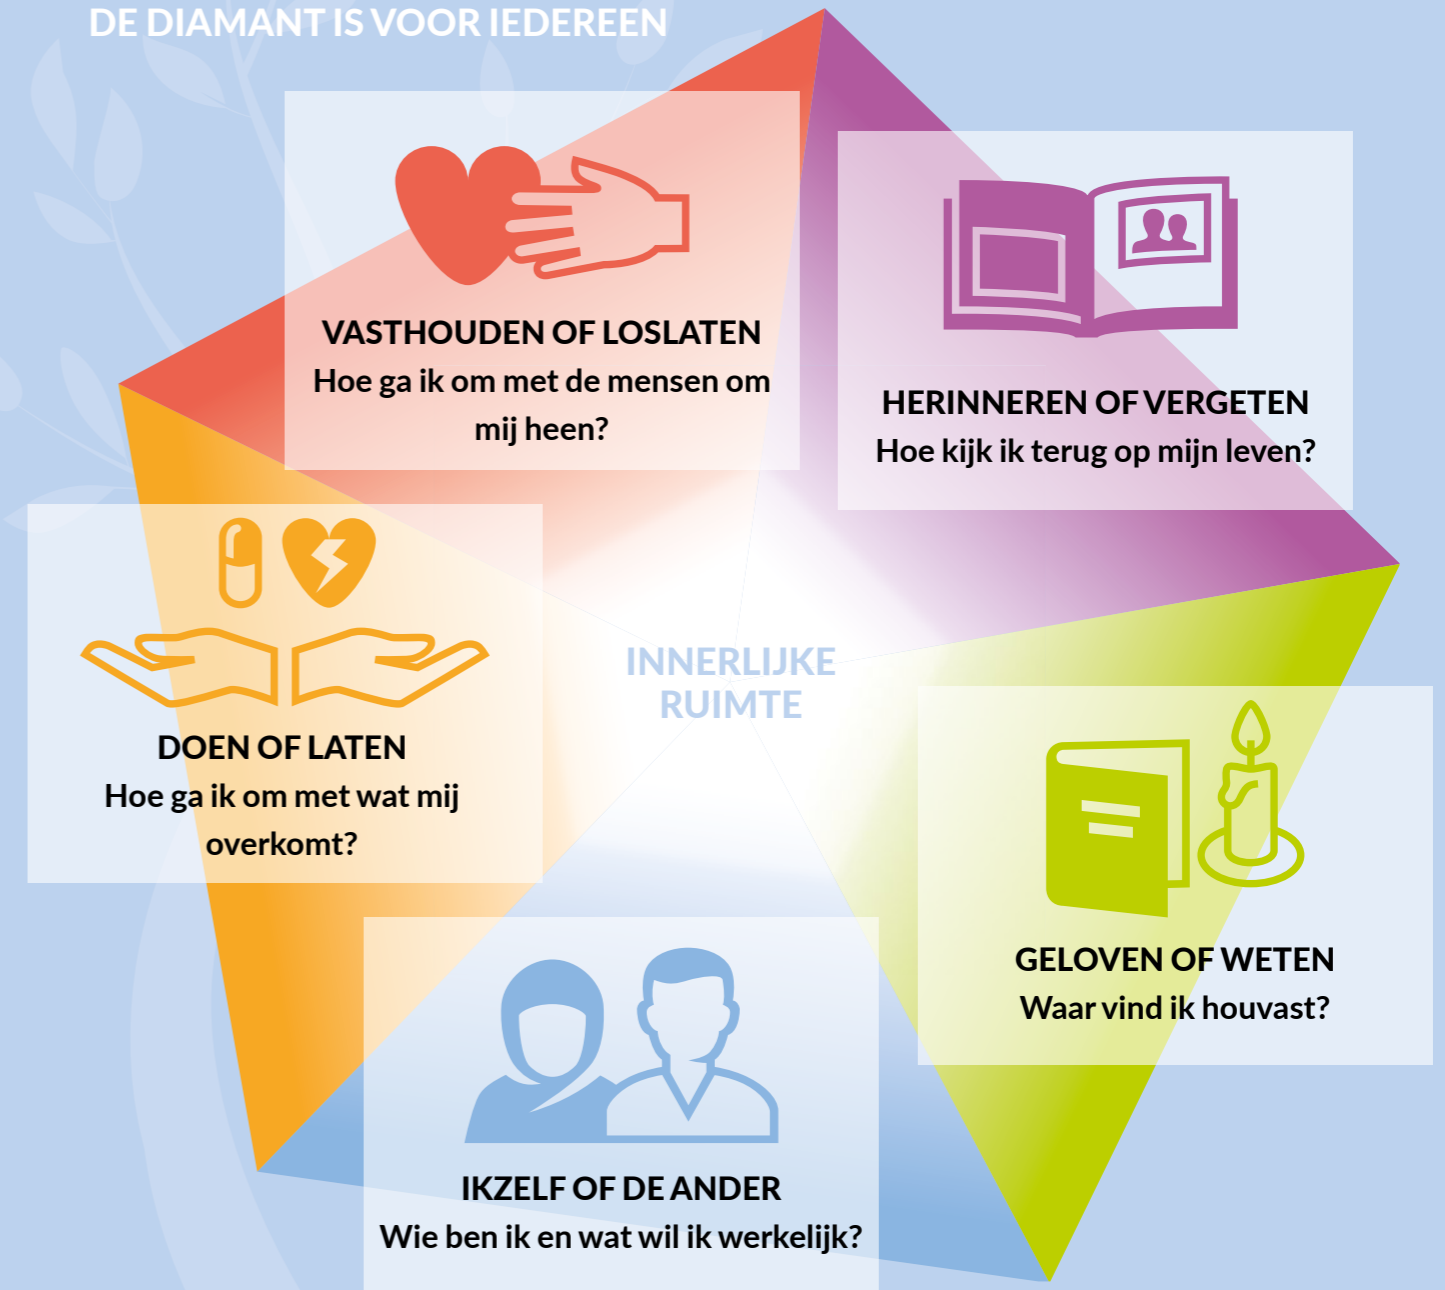 DE DIAMANT IS VOOR IEDEREEN
VASTHOUDEN OF LOSLATEN
Hoe ga ik om met de mensen om
mij heen?
HERINNEREN OF VERGETEN
Hoe kijk ik terug op mijn leven?
INNERLIJKE
RUIMTE
DOEN OF LATEN
Hoe ga ik om met wat mij
overkomt?
GELOVEN OF WETEN
Waar vind ik houvast?
IKZELF OF DE ANDER
Wie ben ik en wat wil ik werkelijk?